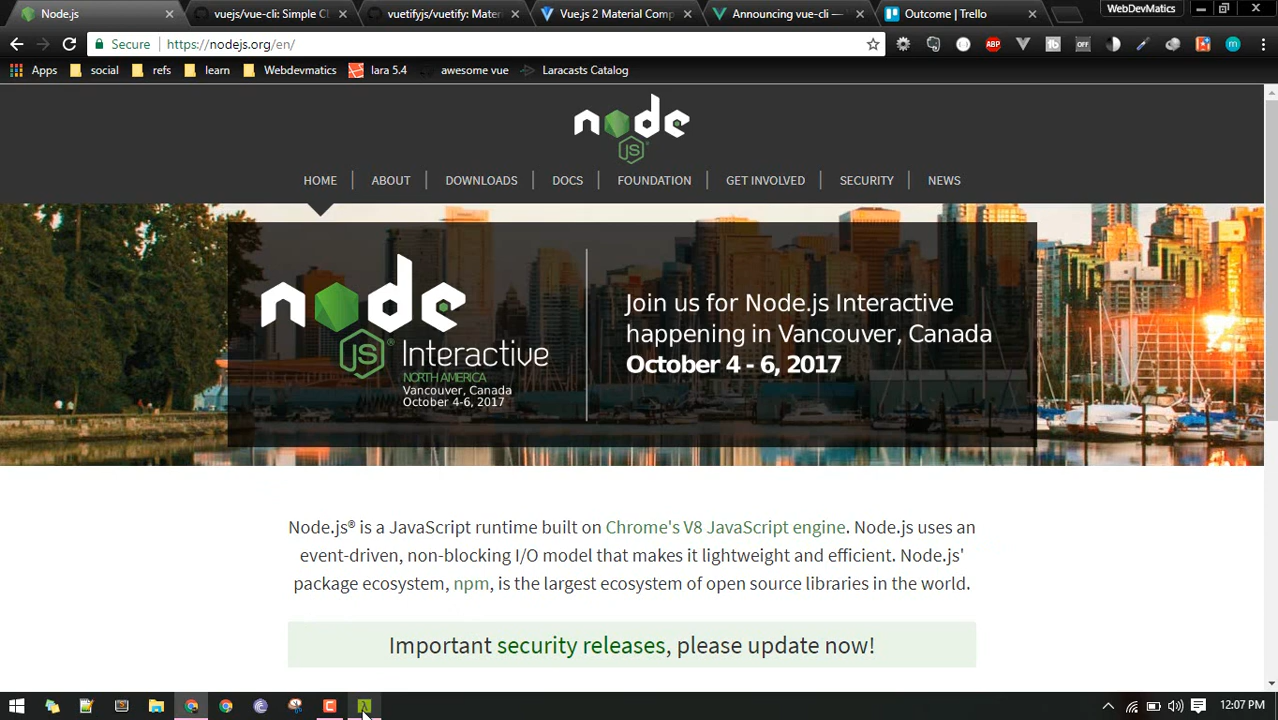 Node.js
vuejs/vue-cli: Simple Cl
vuetifyjs/vuetify: Mater
Vue.js 2 Material Comp
Announcing vue-cli —
Outcome | Trello
WebDevMatics
Secure
https://nodejs.org/en/
ABP
OFF
m
Apps
social
refs
learn
Webdevmatics
lara 5.4
awesome vue
Laracasts Catalog
node
JS
HOME
ABOUT
DOWNLOADS
DOCS
FOUNDATION
GET INVOLVED
SECURITY
NEWS
node
JS
Interactive
NORTH AMERICA
Vancouver, Canada
October 4-6, 2017
Join us for Node.js Interactive
happening in Vancouver, Canada
October 4 - 6, 2017
Node.js® is a JavaScript runtime built on Chrome's V8 JavaScript engine. Node.js uses an
event-driven, non-blocking I/O model that makes it lightweight and efficient. Node.js'
package ecosystem, npm, is the largest ecosystem of open source libraries in the world.
Important security releases, please update now!
12:07 PM